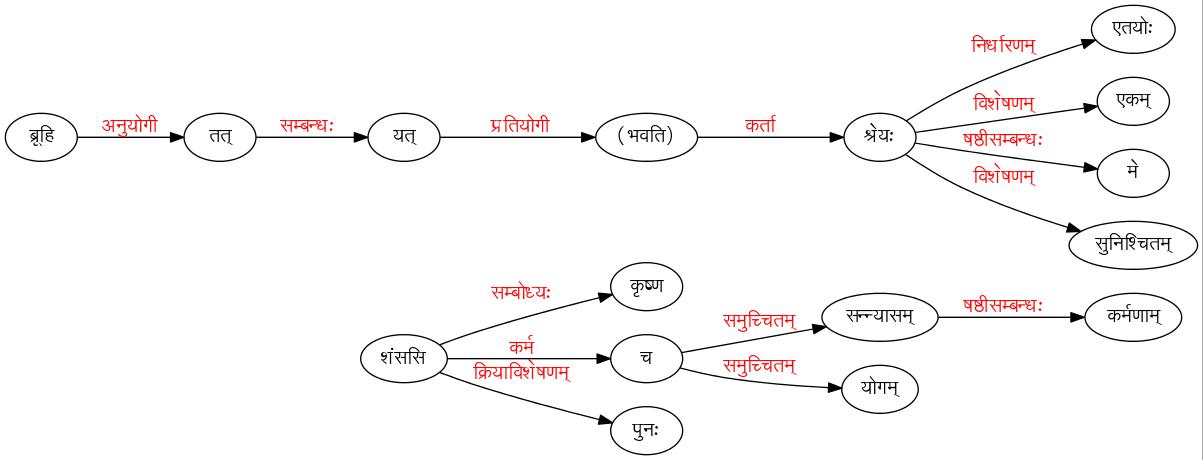 एतयोः
निर्धारणम्
विशेषणम्
एकम्
ब्रूहि अनुयोगी तत् सम्बन्धः यत् प्रतियोगी (भवति) कर्ता श्रेयः
षष्ठीसम्बन्धः
मे
विशेषणम्
सुनिश्चितम्
कृष्ण
सम्बोध्यः
समुच्चितम् सन्न्यासम् षष्ठीसम्बन्धः कर्मणाम्
शंससि कर्म च
क्रियाविशेषणम्
समुच्चितम् योगम्
पुनः